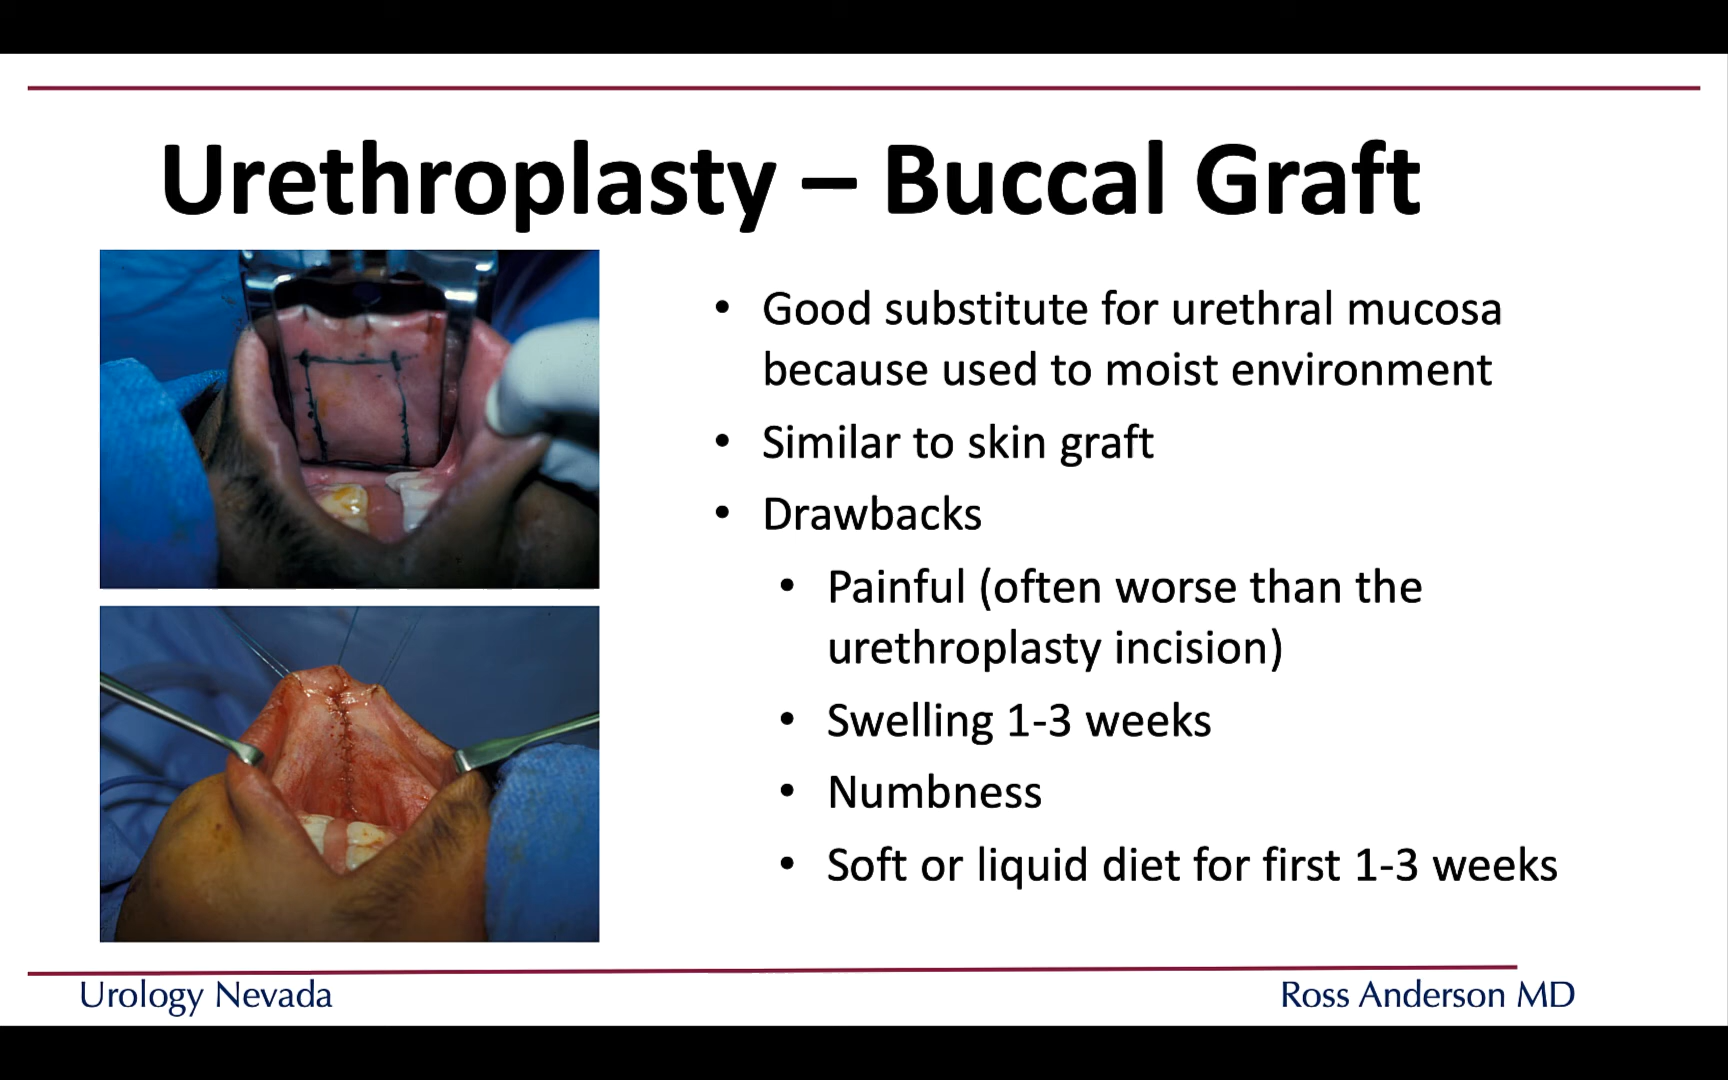 Urethroplasty – Buccal Graft
• Good substitute for urethral mucosa
because used to moist environment
• Similar to skin graft
• Drawbacks
• Painful (often worse than the
urethroplasty incision)
• Swelling 1-3 weeks
• Numbness
• Soft or liquid diet for first 1-3 weeks
Urology Nevada
Ross Anderson MD